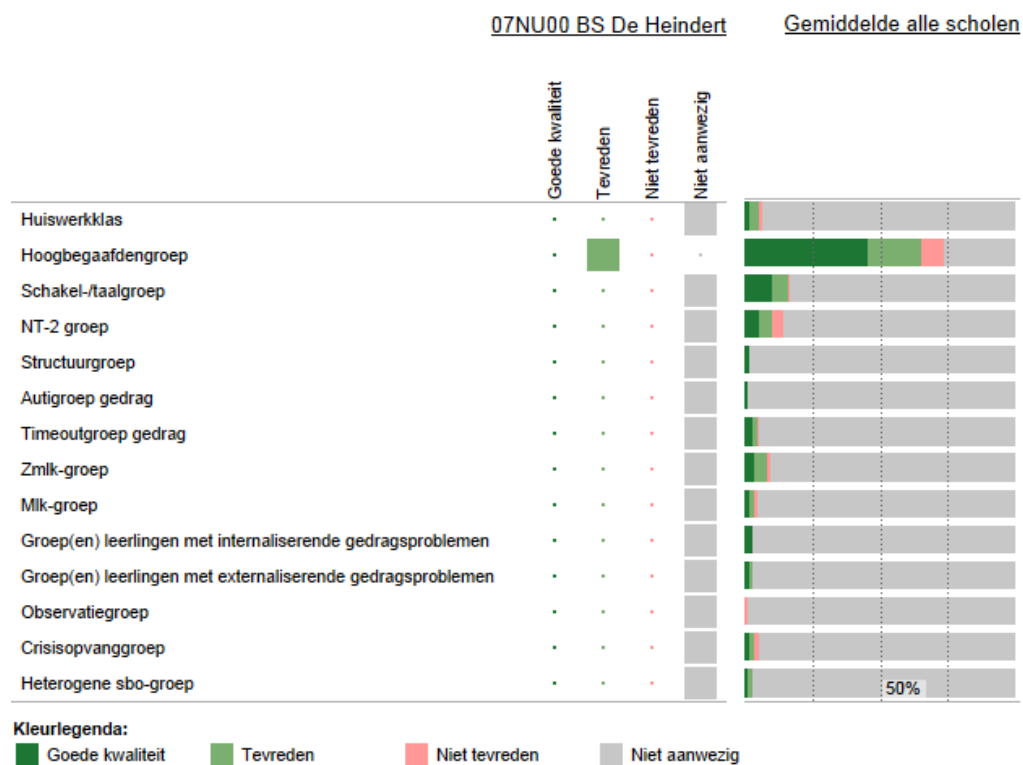 07NU00 BS De Heindert Gemiddelde alle scholen
Goede kwaliteit
Tevreden
Niet tevreden
Niet aanwezig
Huiswerkklas
Hoogbegaafdengroep
Schakel-/taalgroep
NT-2 groep
Structuurgroep
Autigroep gedrag
Timeoutgroep gedrag
Zmlk-groep
Mlk-groep
Groep(en) leerlingen met internaliserende gedragsproblemen
Groep(en) leerlingen met externaliserende gedragsproblemen
Observatiegroep
Crisisopvanggroep
Heterogene sbo-groep
50%
Kleurlegenda:
Goede kwaliteit Tevreden Niet tevreden Niet aanwezig